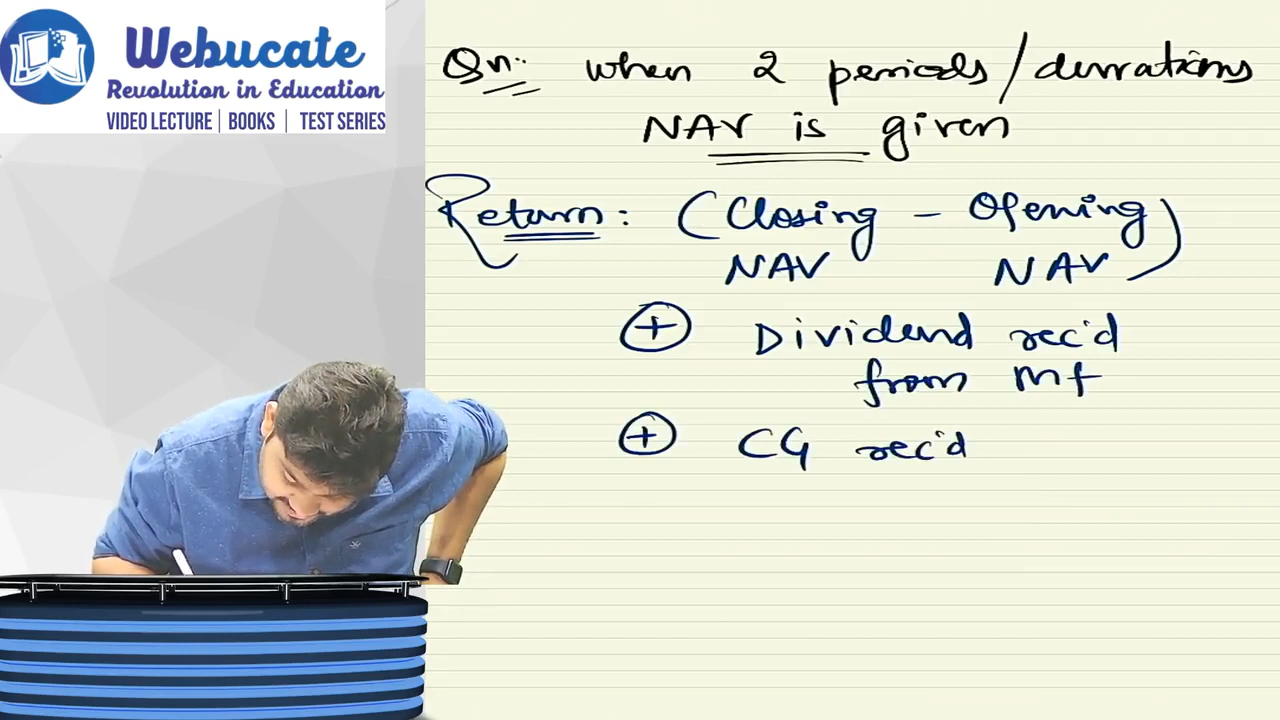 Webucate
Revolution in Education
VIDEO LECTURE | BOOKS | TEST SERIES
Qn:- when 2 periods/durrations
NAV is given
Return: (Closing - Opening
NAV NAV)
+ Dividend rec'd
from Mf
+ CG rec'd